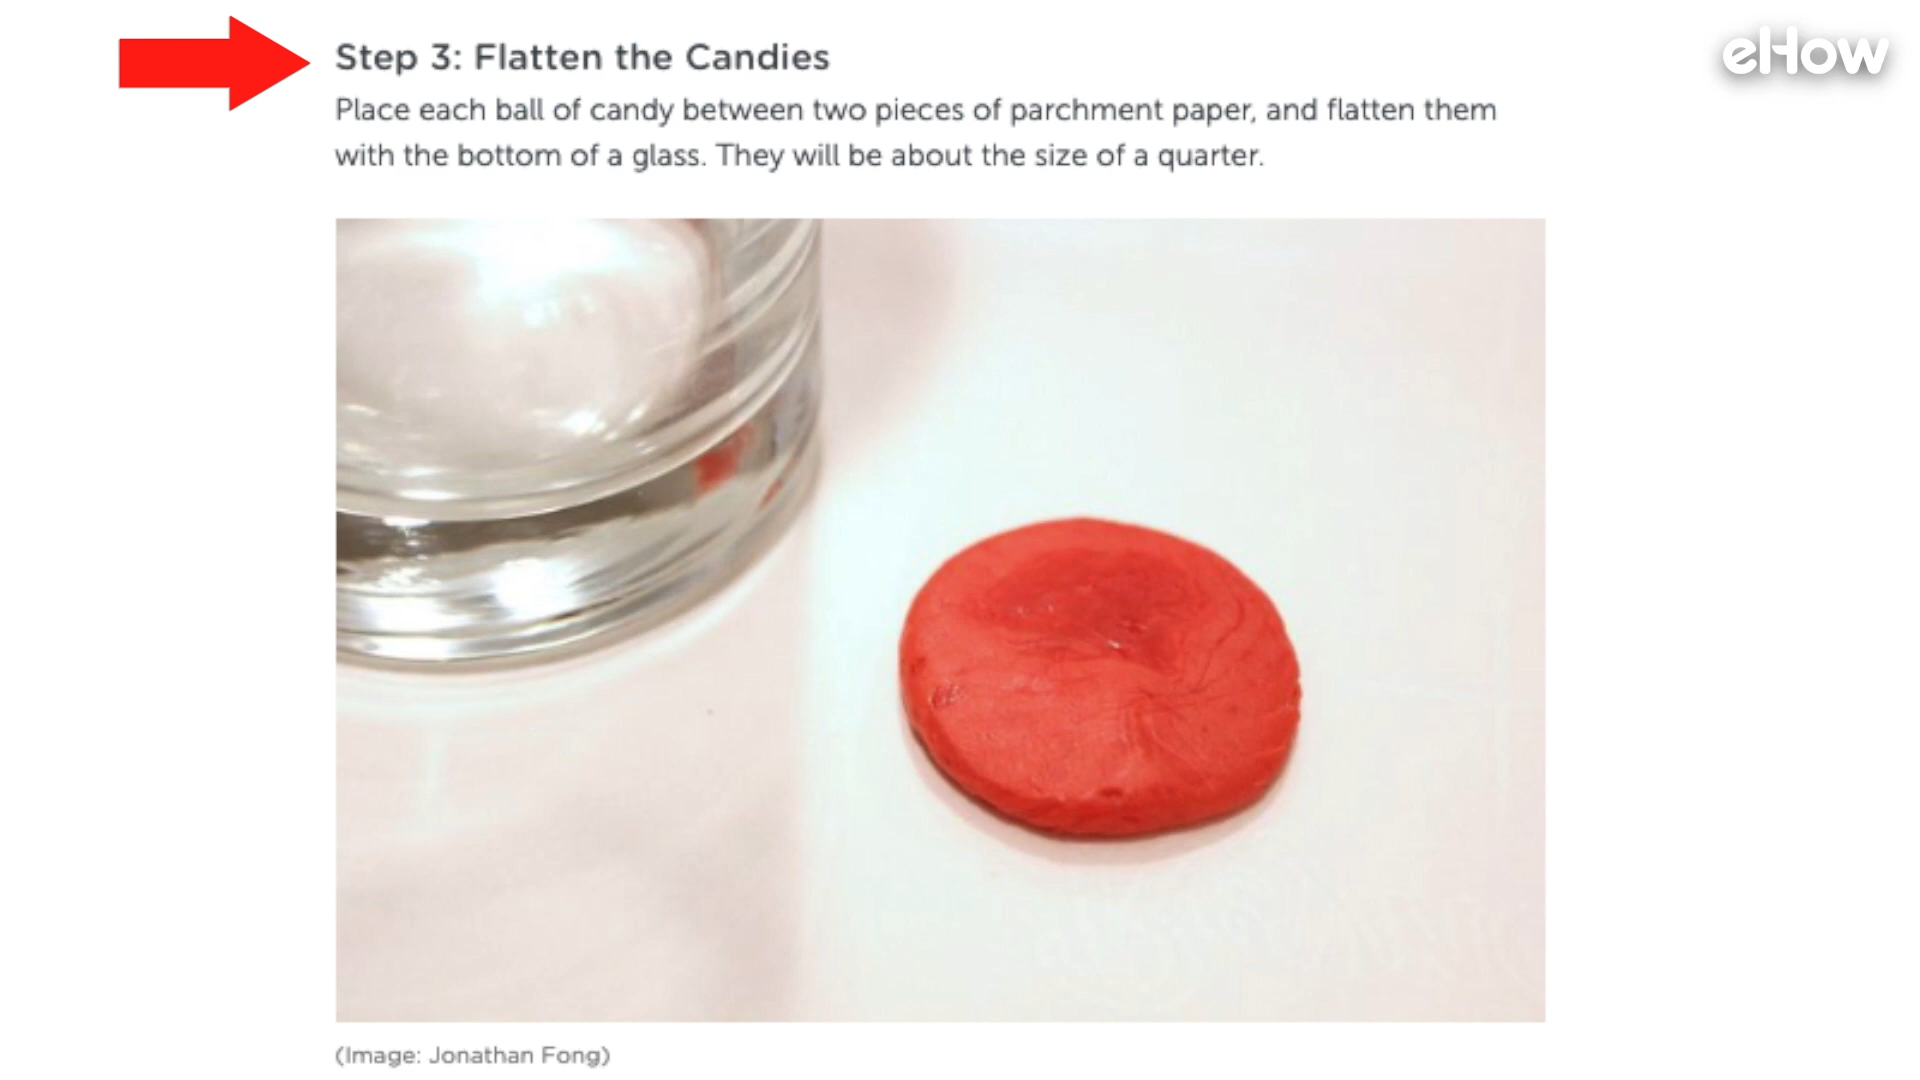 Step 3: Flatten the Candies
eHow
Place each ball of candy between two pieces of parchment paper, and flatten them
with the bottom of a glass. They will be about the size of a quarter.
(Image: Jonathan Fong)